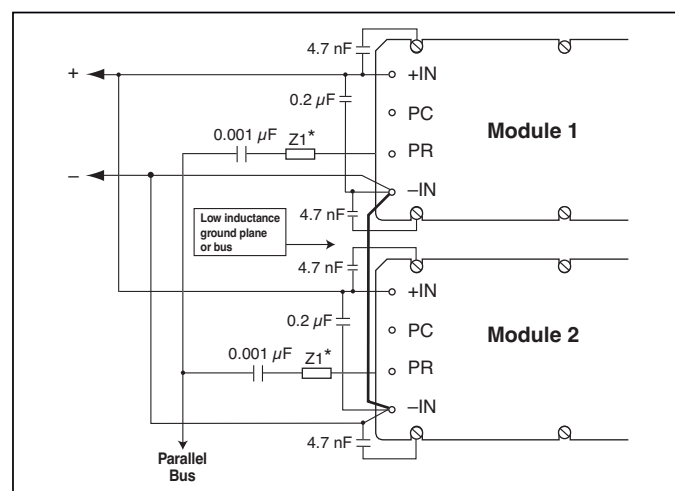 4.7 nF
+
+IN
0.2 µF
PC
Module 1
0.001 µF
Z1*
PR
–
–IN
4.7 nF
Low inductance
ground plane
or bus
4.7 nF
+IN
0.2 µF
PC
Module 2
0.001 µF
Z1*
PR
–IN
4.7 nF
Parallel
Bus